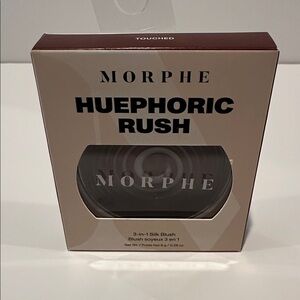 TOUCHED
MORPHE
HUEPHORIC
RUSH
MORPHE
3-in-1 Silk Blush
Blush soyeux 3 en 1